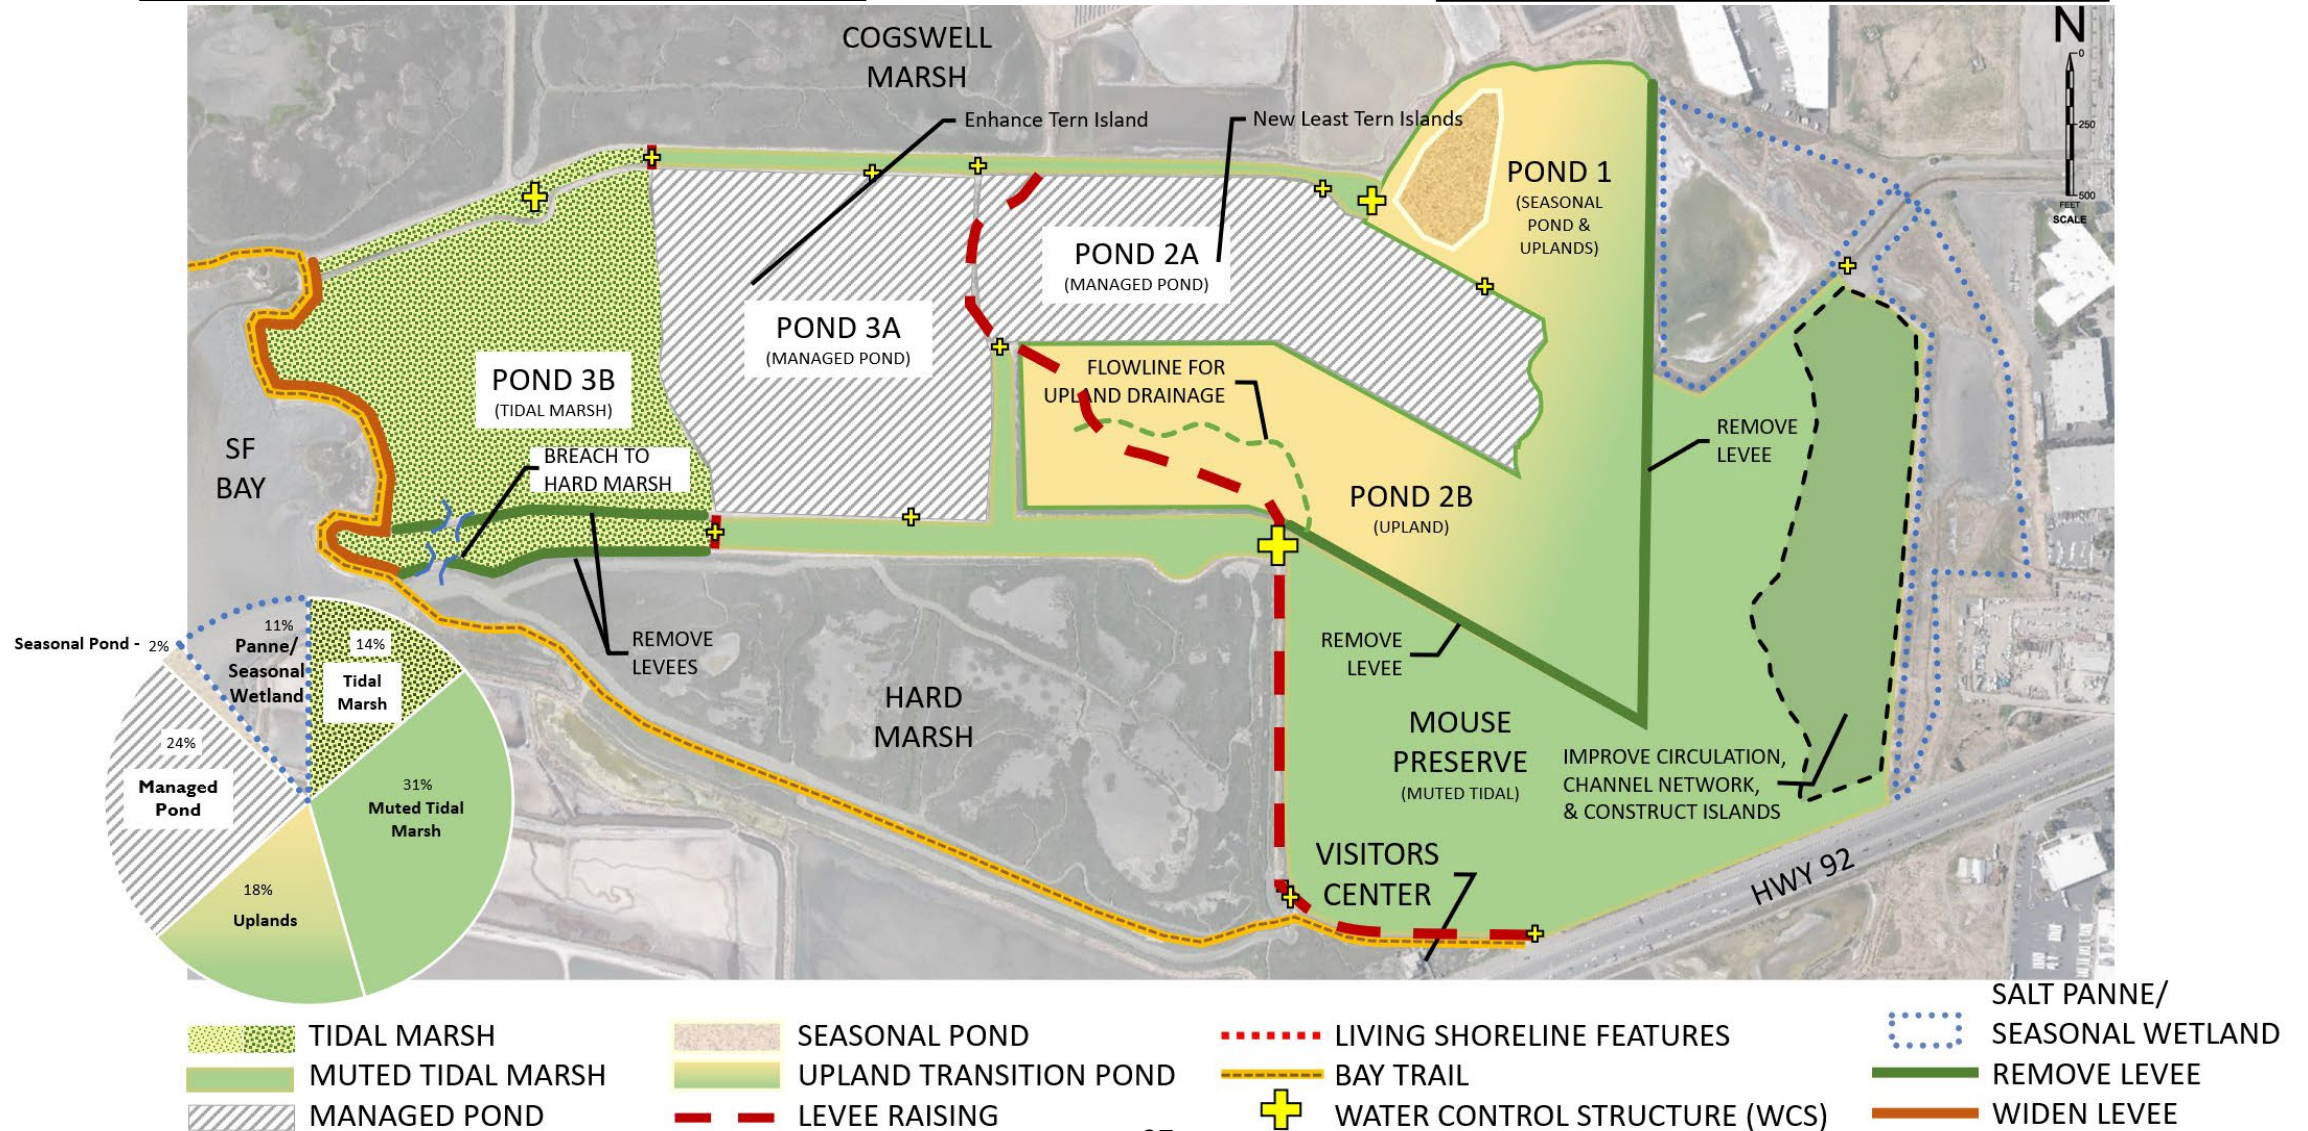 COGSWELL
MARSH
N
0
250
500
FEET
SCALE
Enhance Tern Island
New Least Tern Islands
POND 1
(SEASONAL
POND &
UPLANDS)
POND 2A
(MANAGED POND)
POND 3A
(MANAGED POND)
POND 3B
(TIDAL MARSH)
FLOWLINE FOR
UPLAND DRAINAGE
SF
BAY
BREACH TO
HARD MARSH
REMOVE
LEVEE
POND 2B
(UPLAND)
REMOVE
LEVEES
REMOVE
LEVEE
HARD
MARSH
MOUSE
PRESERVE
(MUTED TIDAL)
IMPROVE CIRCULATION,
CHANNEL NETWORK,
& CONSTRUCT ISLANDS
VISITORS
CENTER
HWY 92
Seasonal Pond - 2%
11%
Panne/
Seasonal
Wetland
14%
Tidal
Marsh
24%
Managed
Pond
31%
Muted Tidal
Marsh
18%
Uplands
TIDAL MARSH
MUTED TIDAL MARSH
MANAGED POND
SEASONAL POND
UPLAND TRANSITION POND
LEVEE RAISING
LIVING SHORELINE FEATURES
BAY TRAIL
WATER CONTROL STRUCTURE (WCS)
SALT PANNE/
SEASONAL WETLAND
REMOVE LEVEE
WIDEN LEVEE